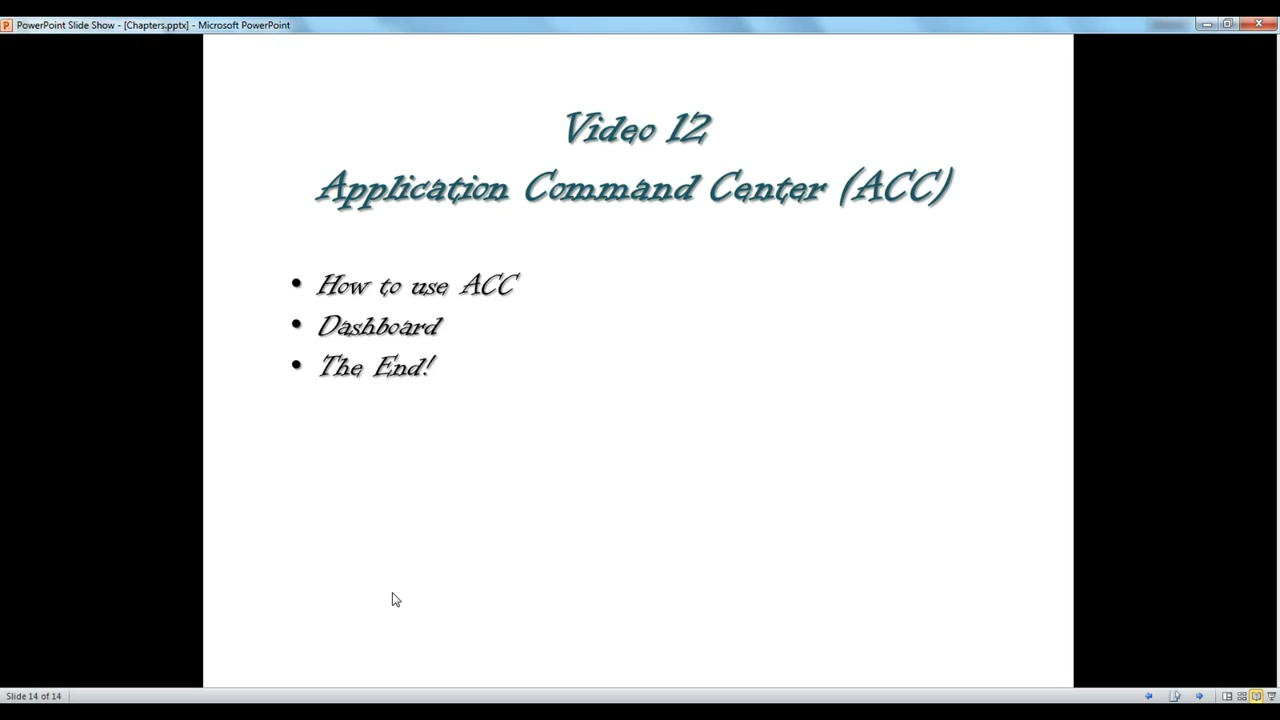 PowerPoint Slide Show - [Chapters.pptx] - Microsoft PowerPoint
Video 12
Application Command Center (ACC)
• How to use ACC
• Dashboard
• The End!
Slide 14 of 14